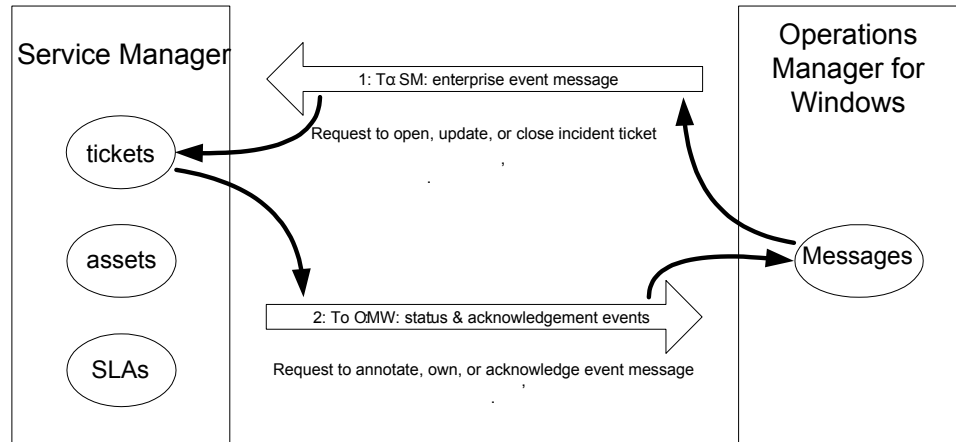 Service Manager
tickets
assets
SLAs
1: Tα SM: enterprise event message
Request to open, update, or close incident ticket
,
.
2: To OMW: status & acknowledgement events
Request to annotate, own, or acknowledge event message
,
.
Operations
Manager for
Windows
Messages